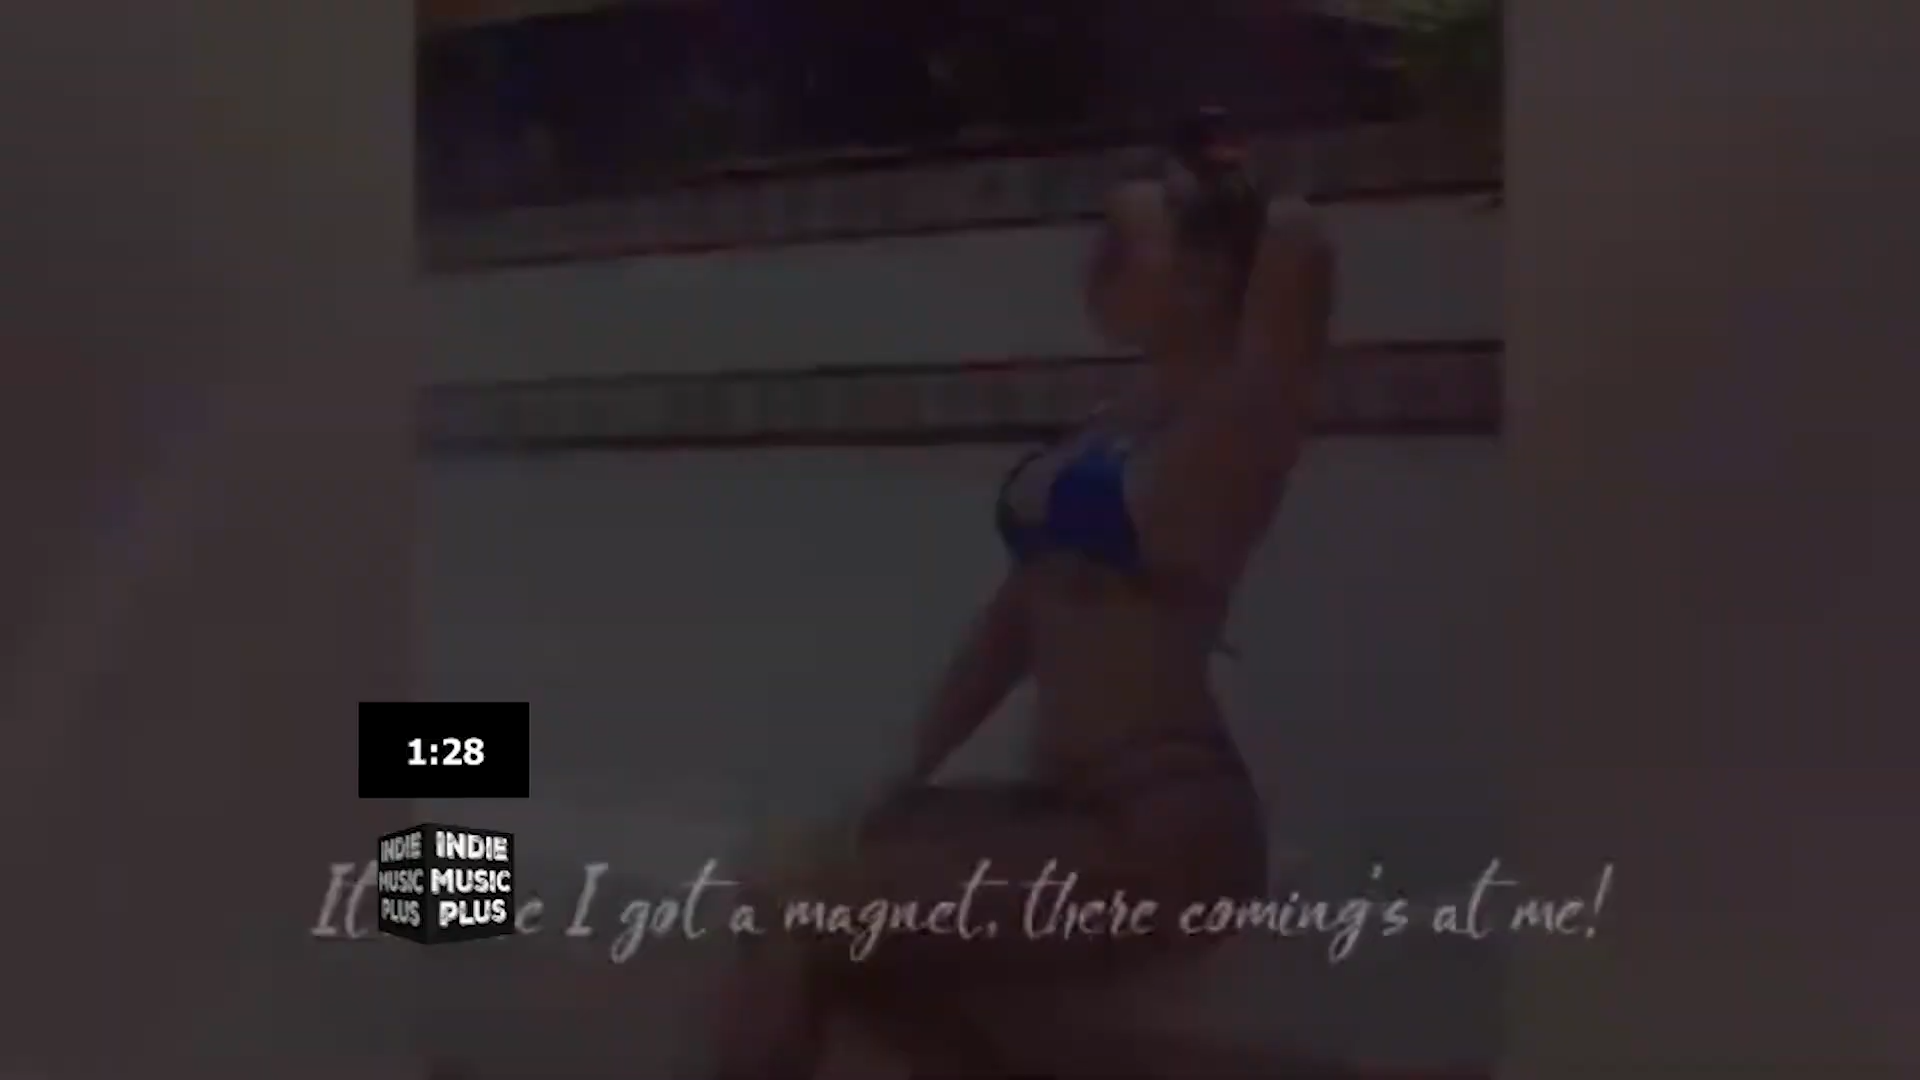 1:28
INDIE INDIE
MUSIC MUSIC
PLUS PLUS
I got a magnet, there coming's at me!